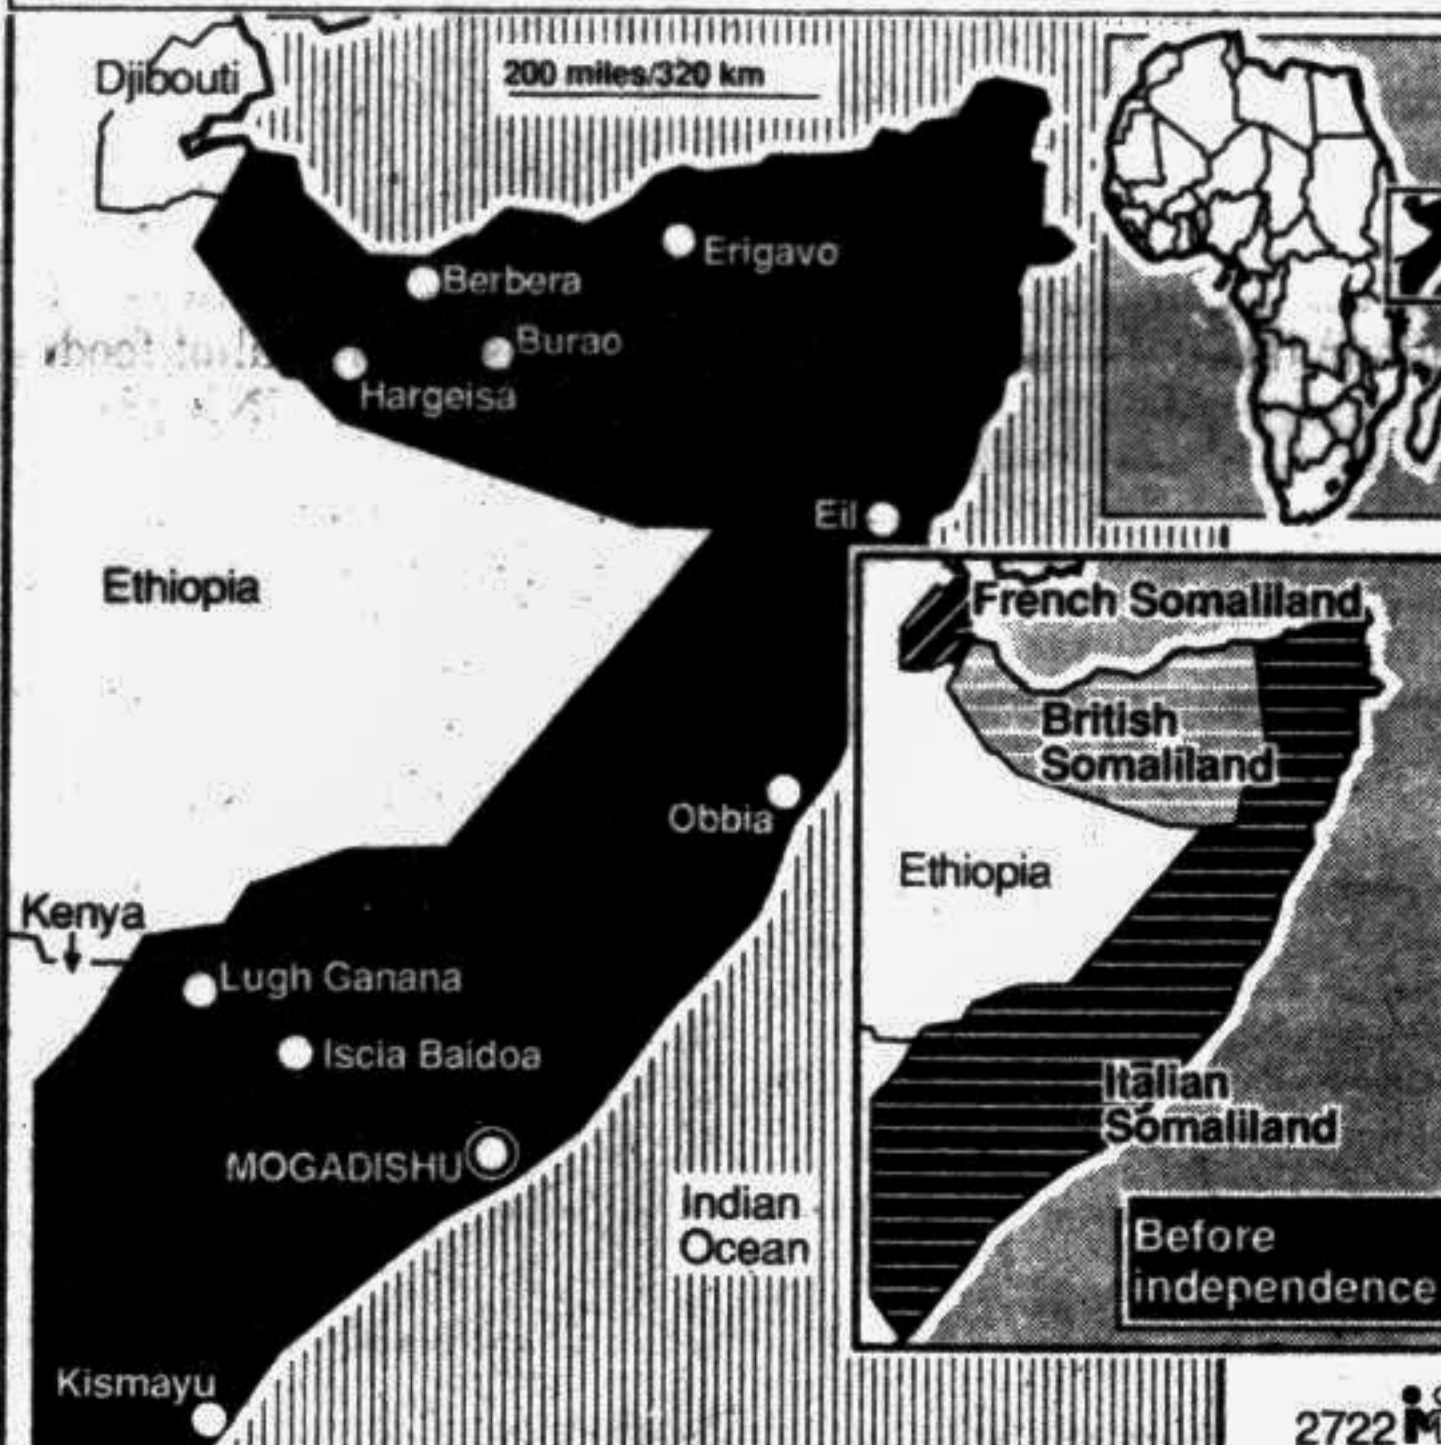 Djibouti
200 miles/320 km
Erigavo
Berbera
Burao
Hargeisa
Eil
Ethiopia
Obbia
Kenya
Lugh Ganana
Iscia Baidoa
MOGADISHU
Indian
Ocean
Kismayu
French Somaliland
British
Somaliland
Ethiopia
Italian
Somaliland
Before
independence
2722